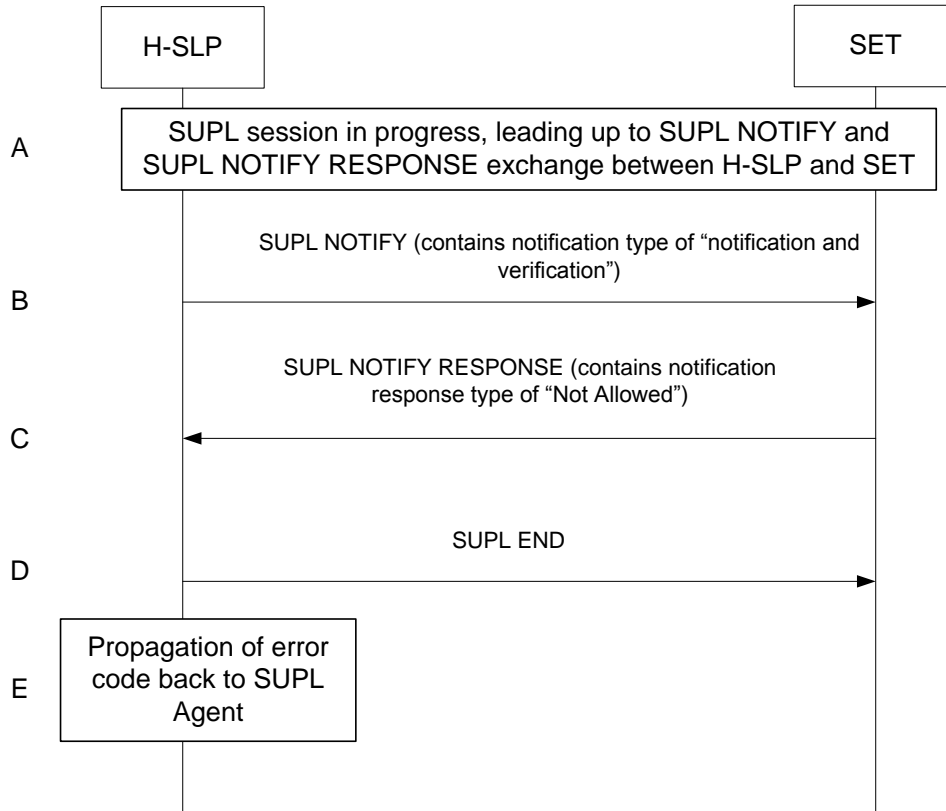 H-SLP
SET
A
SUPL session in progress, leading up to SUPL NOTIFY and
SUPL NOTIFY RESPONSE exchange between H-SLP and SET
SUPL NOTIFY (contains notification type of “notification and
verification”)
B
SUPL NOTIFY RESPONSE (contains notification
response type of “Not Allowed”)
C
SUPL END
D
Propagation of error
code back to SUPL
Agent
E